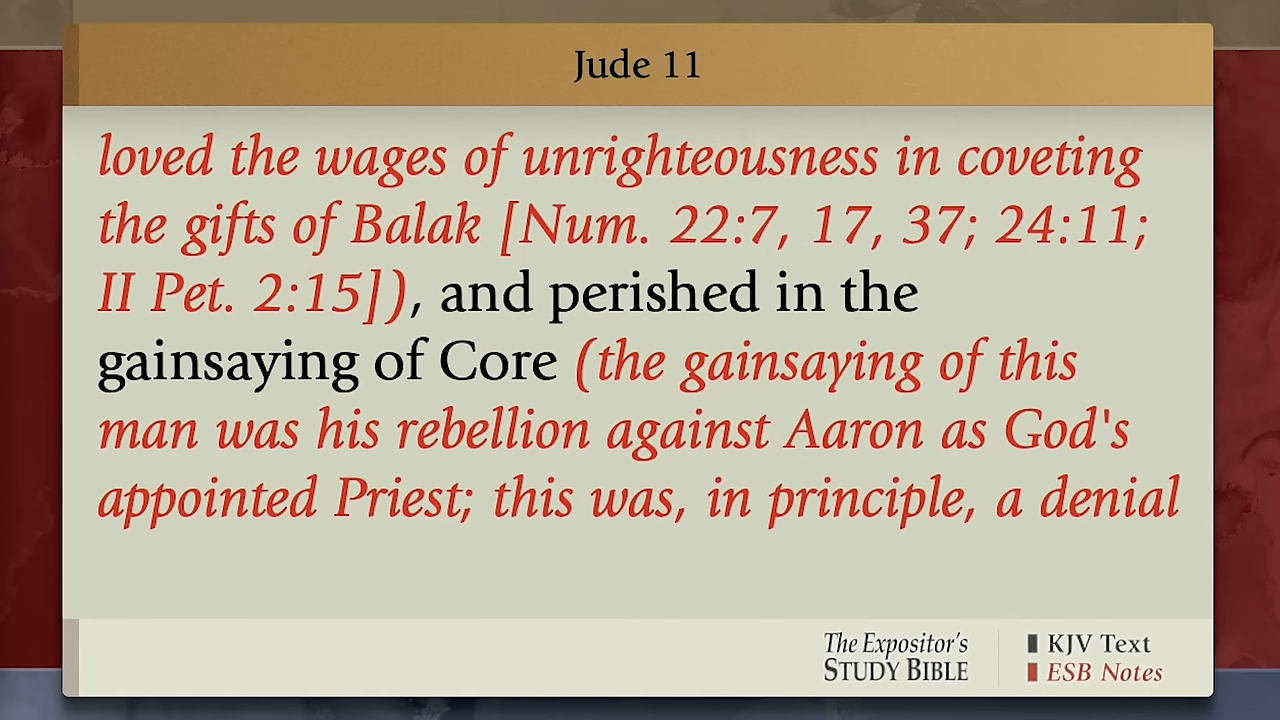 Jude 11
loved the wages of unrighteousness in coveting
the gifts of Balak [Num. 22:7, 17, 37; 24:11;
II Pet. 2:15]), and perished in the
gainsaying of Core (the gainsaying of this
man was his rebellion against Aaron as God's
appointed Priest; this was, in principle, a denial
The Expositor's
STUDY BIBLE
KJV Text
ESB Notes